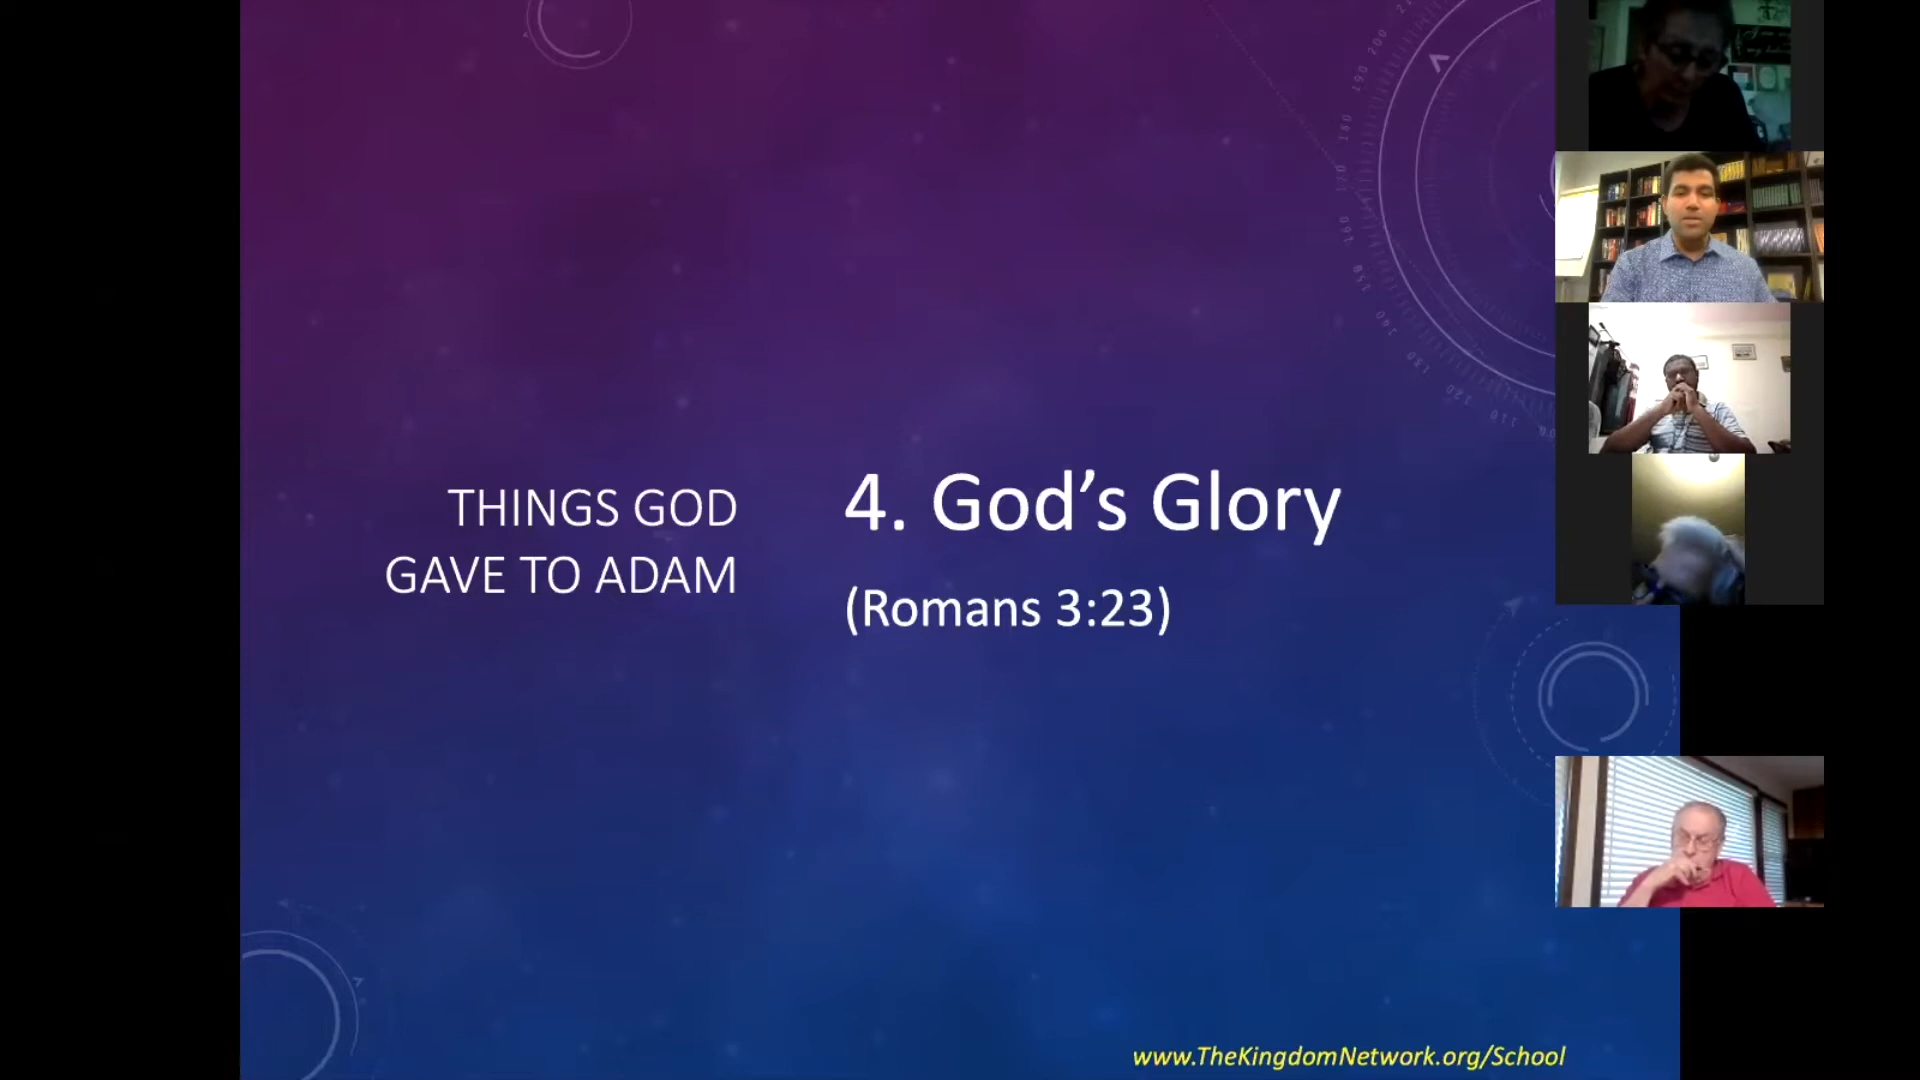 THINGS GOD
GAVE TO ADAM
4. God's Glory
(Romans 3:23)
www.TheKingdomNetwork.org/School